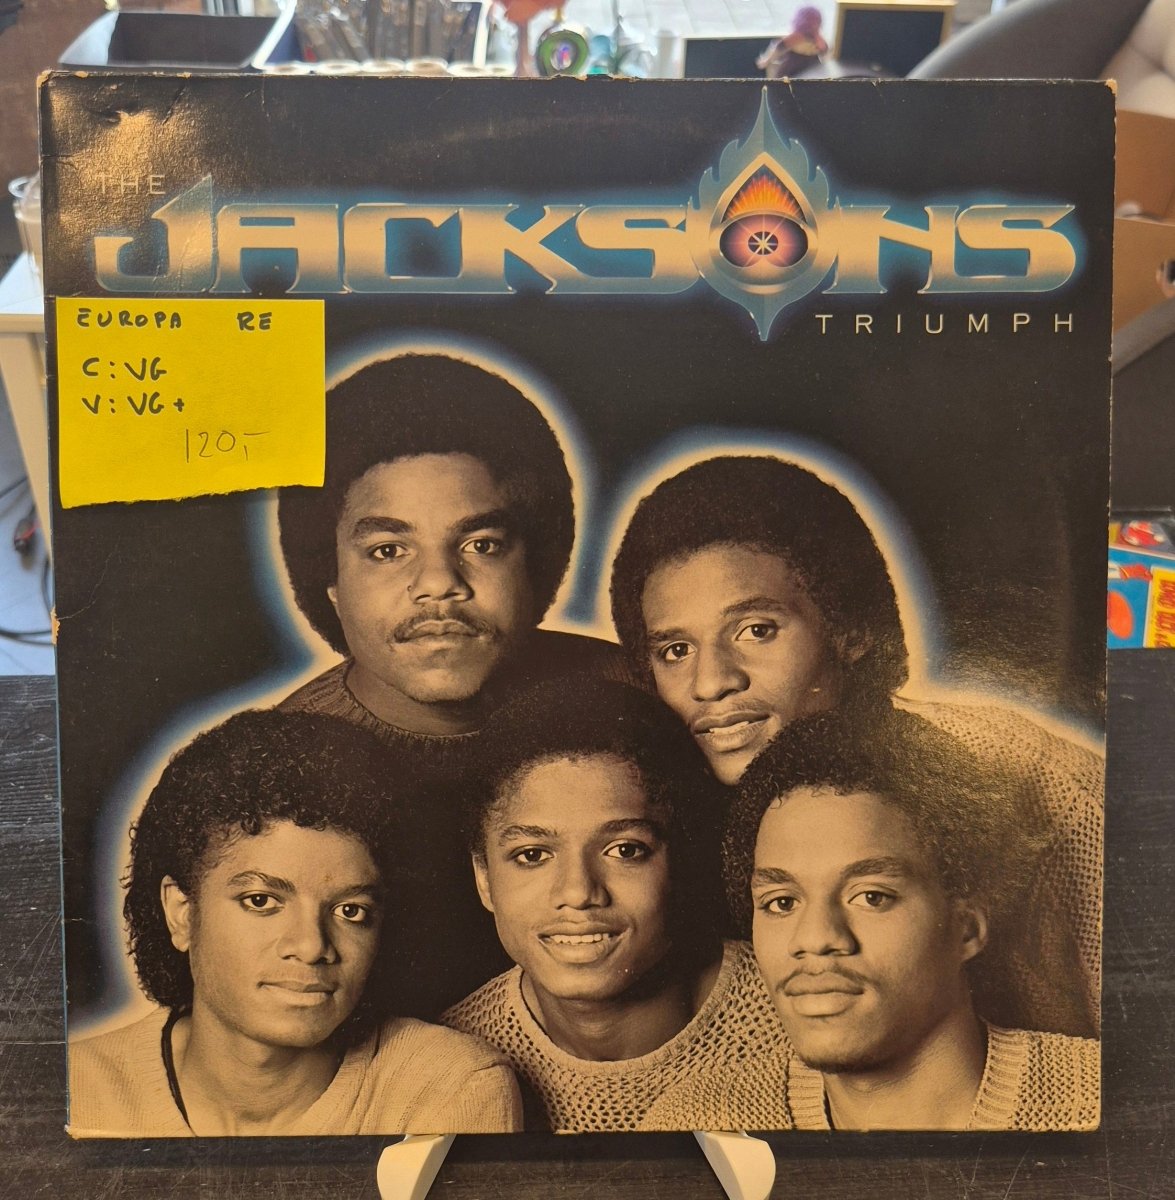 THE
JACKSONS
TRIUMPH
EUROPA RE
C: VG
V: VG+
120,-